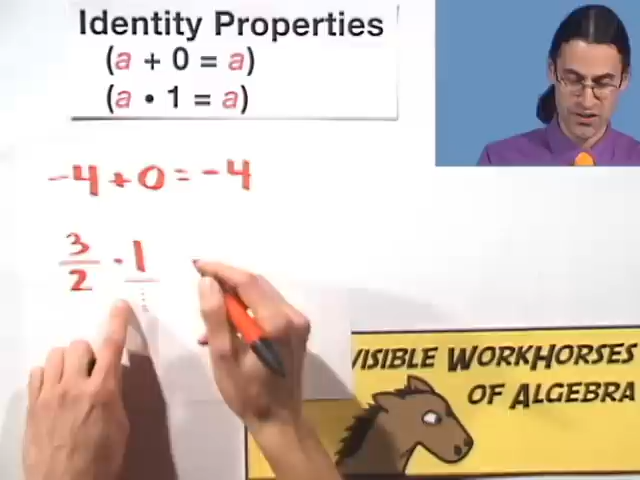 Identity Properties
(a + 0 = a)
(a • 1 = a)
-4 + 0 = -4
3/2 · 1
VISIBLE WORKHORSES
OF ALGEBRA